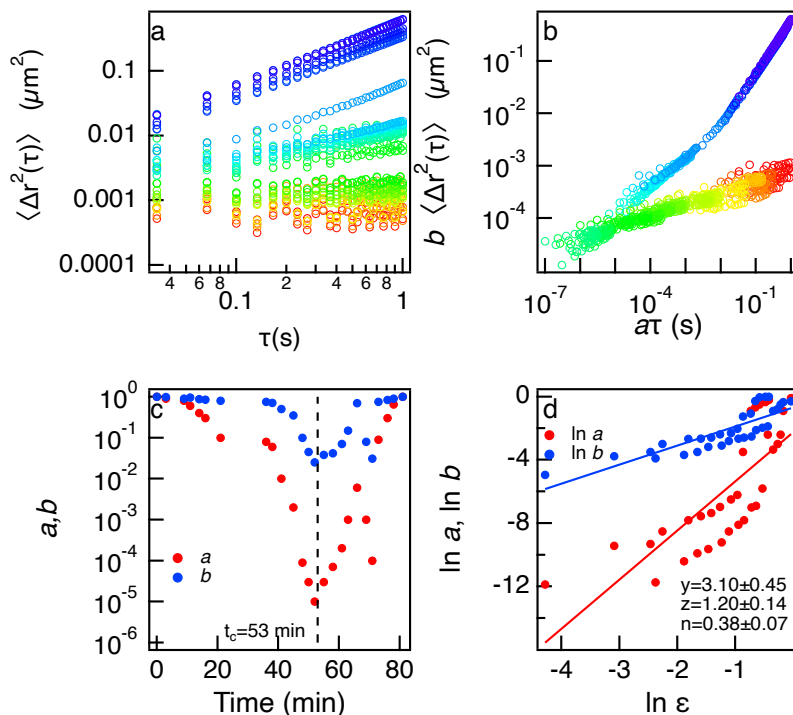 a
0.1
0.01
0.001
0.0001
⟨Δr²(τ)⟩ (μm²)
4 6 8 2 4 6 8
0.1 1
τ(s)
b
10⁻¹
10⁻²
10⁻³
10⁻⁴
b ⟨Δr²(τ)⟩ (μm²)
10⁻⁷ 10⁻⁴ 10⁻¹
aτ (s)
c
10⁰
10⁻¹
10⁻²
10⁻³
10⁻⁴
10⁻⁵
10⁻⁶
a,b
a
b
t_c=53 min
0 20 40 60 80
Time (min)
d
0
-4
-8
-12
ln a, ln b
ln a
ln b
y=3.10±0.45
z=1.20±0.14
n=0.38±0.07
-4 -3 -2 -1
ln ε